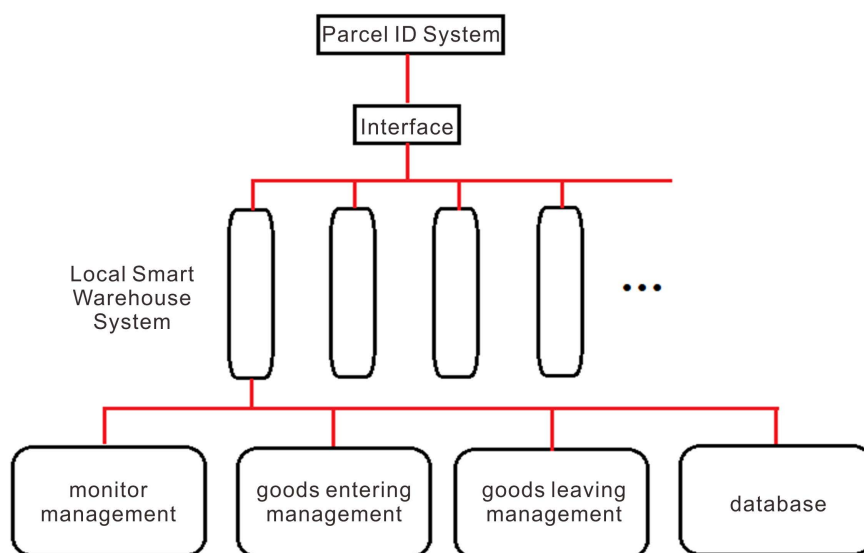 Parcel ID System
Interface
Local Smart
Warehouse
System
...
monitor
management
goods entering
management
goods leaving
management
database